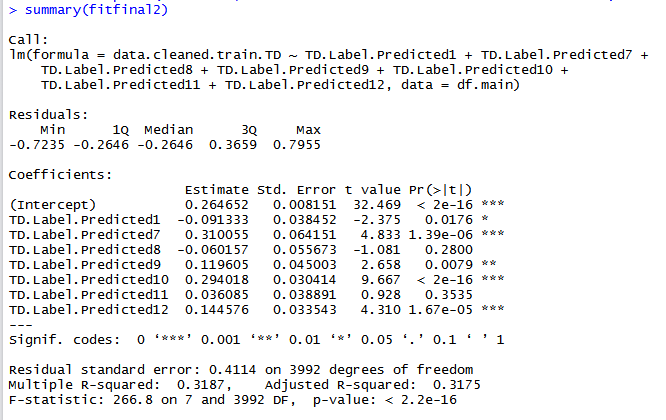 > summary(fitfinal2)
Call:
lm(formula = data.cleaned.train.TD ~ TD.Label.Predicted1 + TD.Label.Predicted7 +
    TD.Label.Predicted8 + TD.Label.Predicted9 + TD.Label.Predicted10 +
    TD.Label.Predicted11 + TD.Label.Predicted12, data = df.main)
Residuals:
    Min      1Q  Median      3Q     Max
-0.7235 -0.2646 -0.2646  0.3659  0.7955
Coefficients:
                      Estimate Std. Error t value Pr(>|t|)
(Intercept)           0.264652   0.008151  32.469  < 2e-16 ***
TD.Label.Predicted1  -0.091333   0.038452  -2.375   0.0176 *
TD.Label.Predicted7   0.310055   0.064151   4.833 1.39e-06 ***
TD.Label.Predicted8  -0.060157   0.055673  -1.081   0.2800
TD.Label.Predicted9   0.119605   0.045003   2.658   0.0079 **
TD.Label.Predicted10  0.294018   0.030414   9.667  < 2e-16 ***
TD.Label.Predicted11  0.036085   0.038891   0.928   0.3535
TD.Label.Predicted12  0.144576   0.033543   4.310 1.67e-05 ***
---
Signif. codes:  0 ‘***’ 0.001 ‘**’ 0.01 ‘*’ 0.05 ‘.’ 0.1 ‘ ’ 1
Residual standard error: 0.4114 on 3992 degrees of freedom
Multiple R-squared:  0.3187,    Adjusted R-squared:  0.3175
F-statistic: 266.8 on 7 and 3992 DF,  p-value: < 2.2e-16